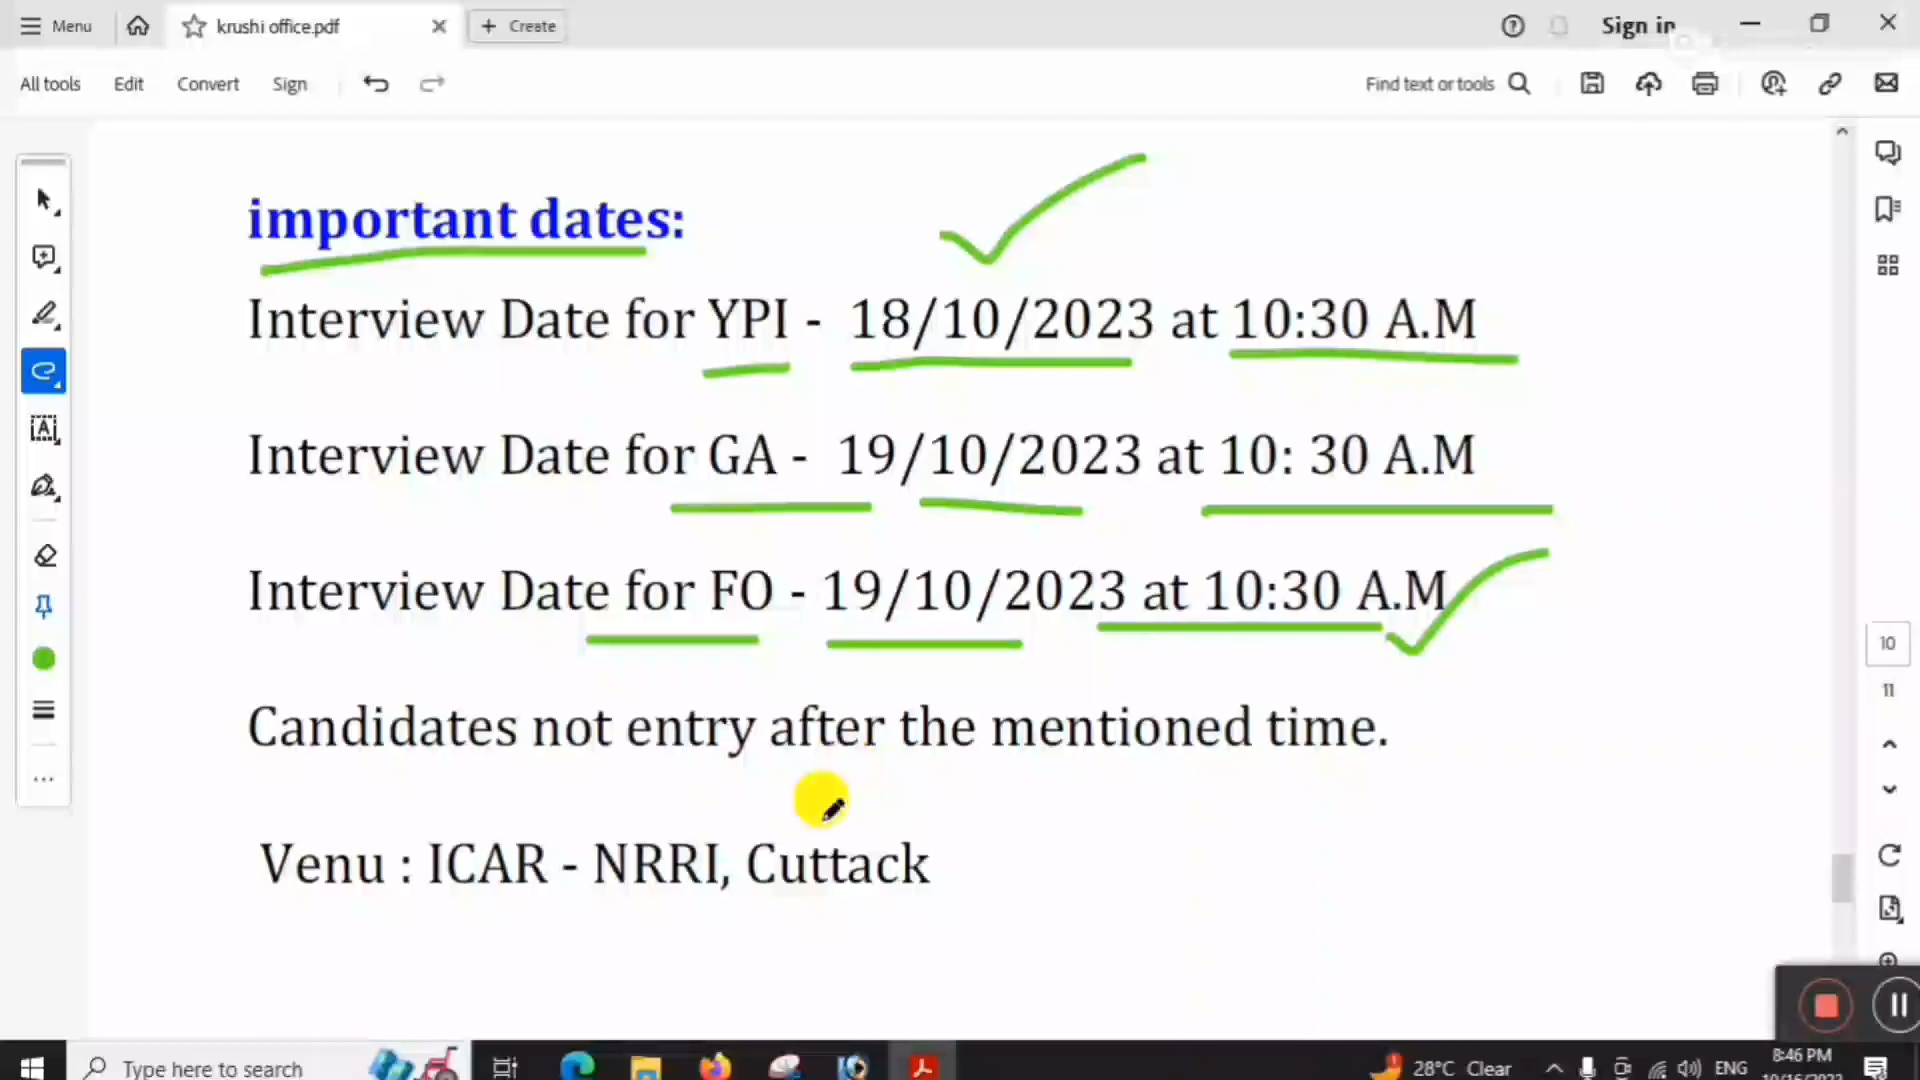 Menu
krushi office.pdf
Create
Sign in
All tools
Edit
Convert
Sign
Find text or tools
important dates:
Interview Date for YPI - 18/10/2023 at 10:30 A.M
Interview Date for GA - 19/10/2023 at 10: 30 A.M
Interview Date for FO - 19/10/2023 at 10:30 A.M
Candidates not entry after the mentioned time.
Venu : ICAR - NRRI, Cuttack
10
11
Type here to search
28°C Clear
ENG
8:46 PM